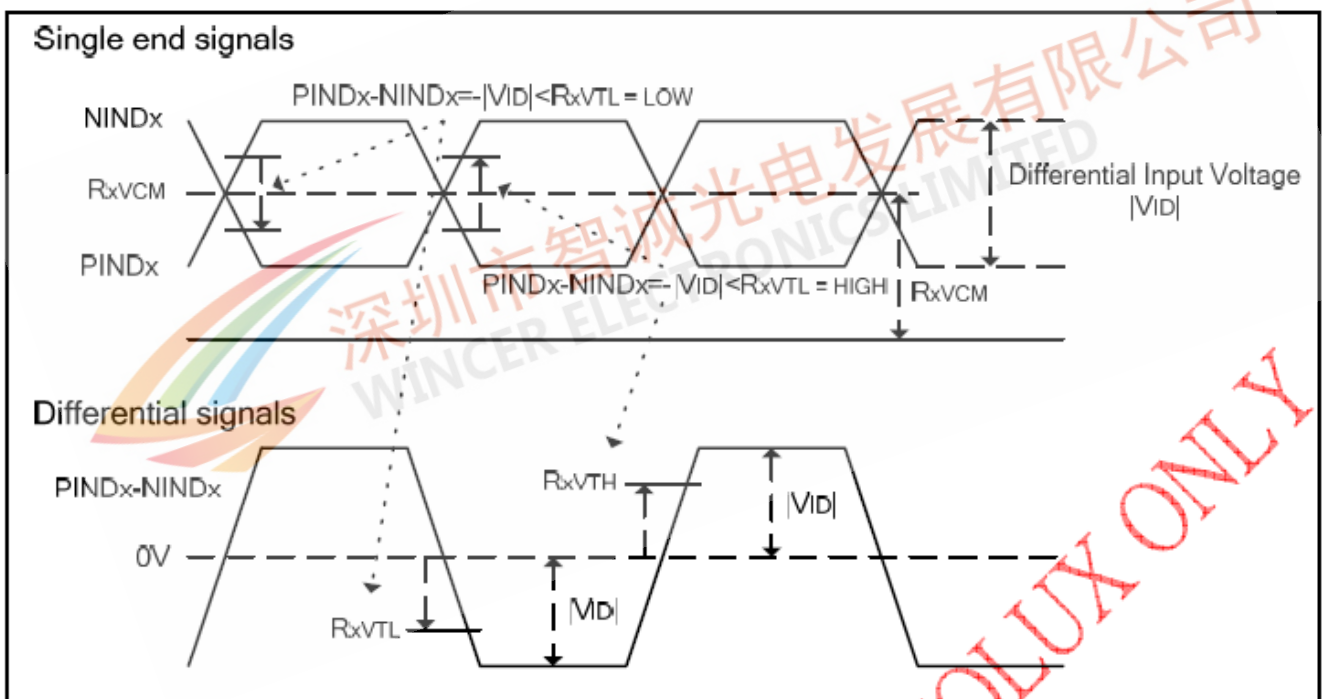 Single end signals
PINDx-NINDx=-|VID|<RxVTL = LOW
NINDx
RxVCM
Differential Input Voltage
|VID|
PINDx
PINDx-NINDx=-|VID|<RxVTL = HIGH
RxVCM
深圳市智诚光电发展有限公司
WINCER ELECTRONICS LIMITED
Differential signals
PINDx-NINDx
RxVTH
|VID|
0V
|VID|
RxVTL
ONLY